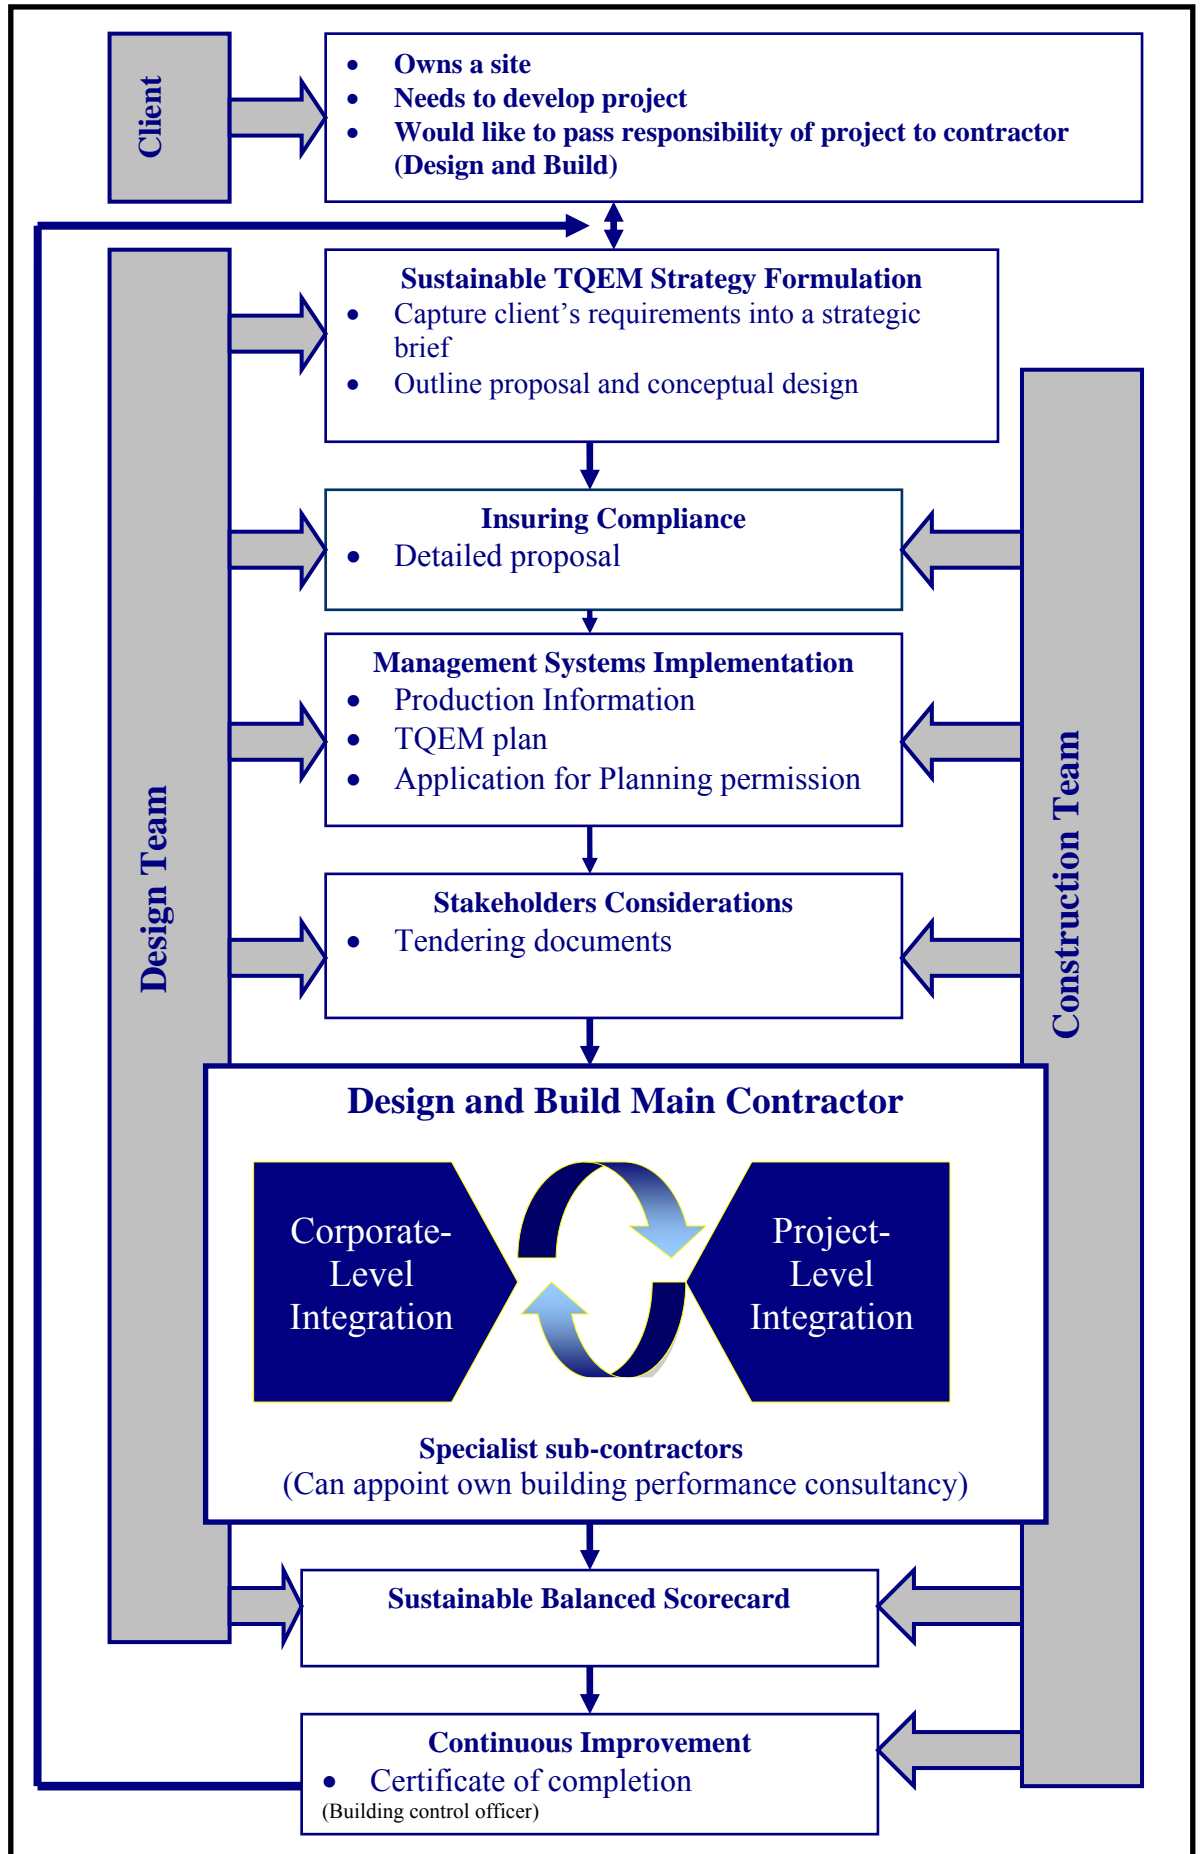 Client
• Owns a site
• Needs to develop project
• Would like to pass responsibility of project to contractor
(Design and Build)
Sustainable TQEM Strategy Formulation
• Capture client's requirements into a strategic
brief
• Outline proposal and conceptual design
Insuring Compliance
• Detailed proposal
Management Systems Implementation
• Production Information
• TQEM plan
• Application for Planning permission
Design Team
Construction Team
Stakeholders Considerations
• Tendering documents
Design and Build Main Contractor
Corporate-
Level
Integration
Project-
Level
Integration
Specialist sub-contractors
(Can appoint own building performance consultancy)
Sustainable Balanced Scorecard
Continuous Improvement
• Certificate of completion
(Building control officer)